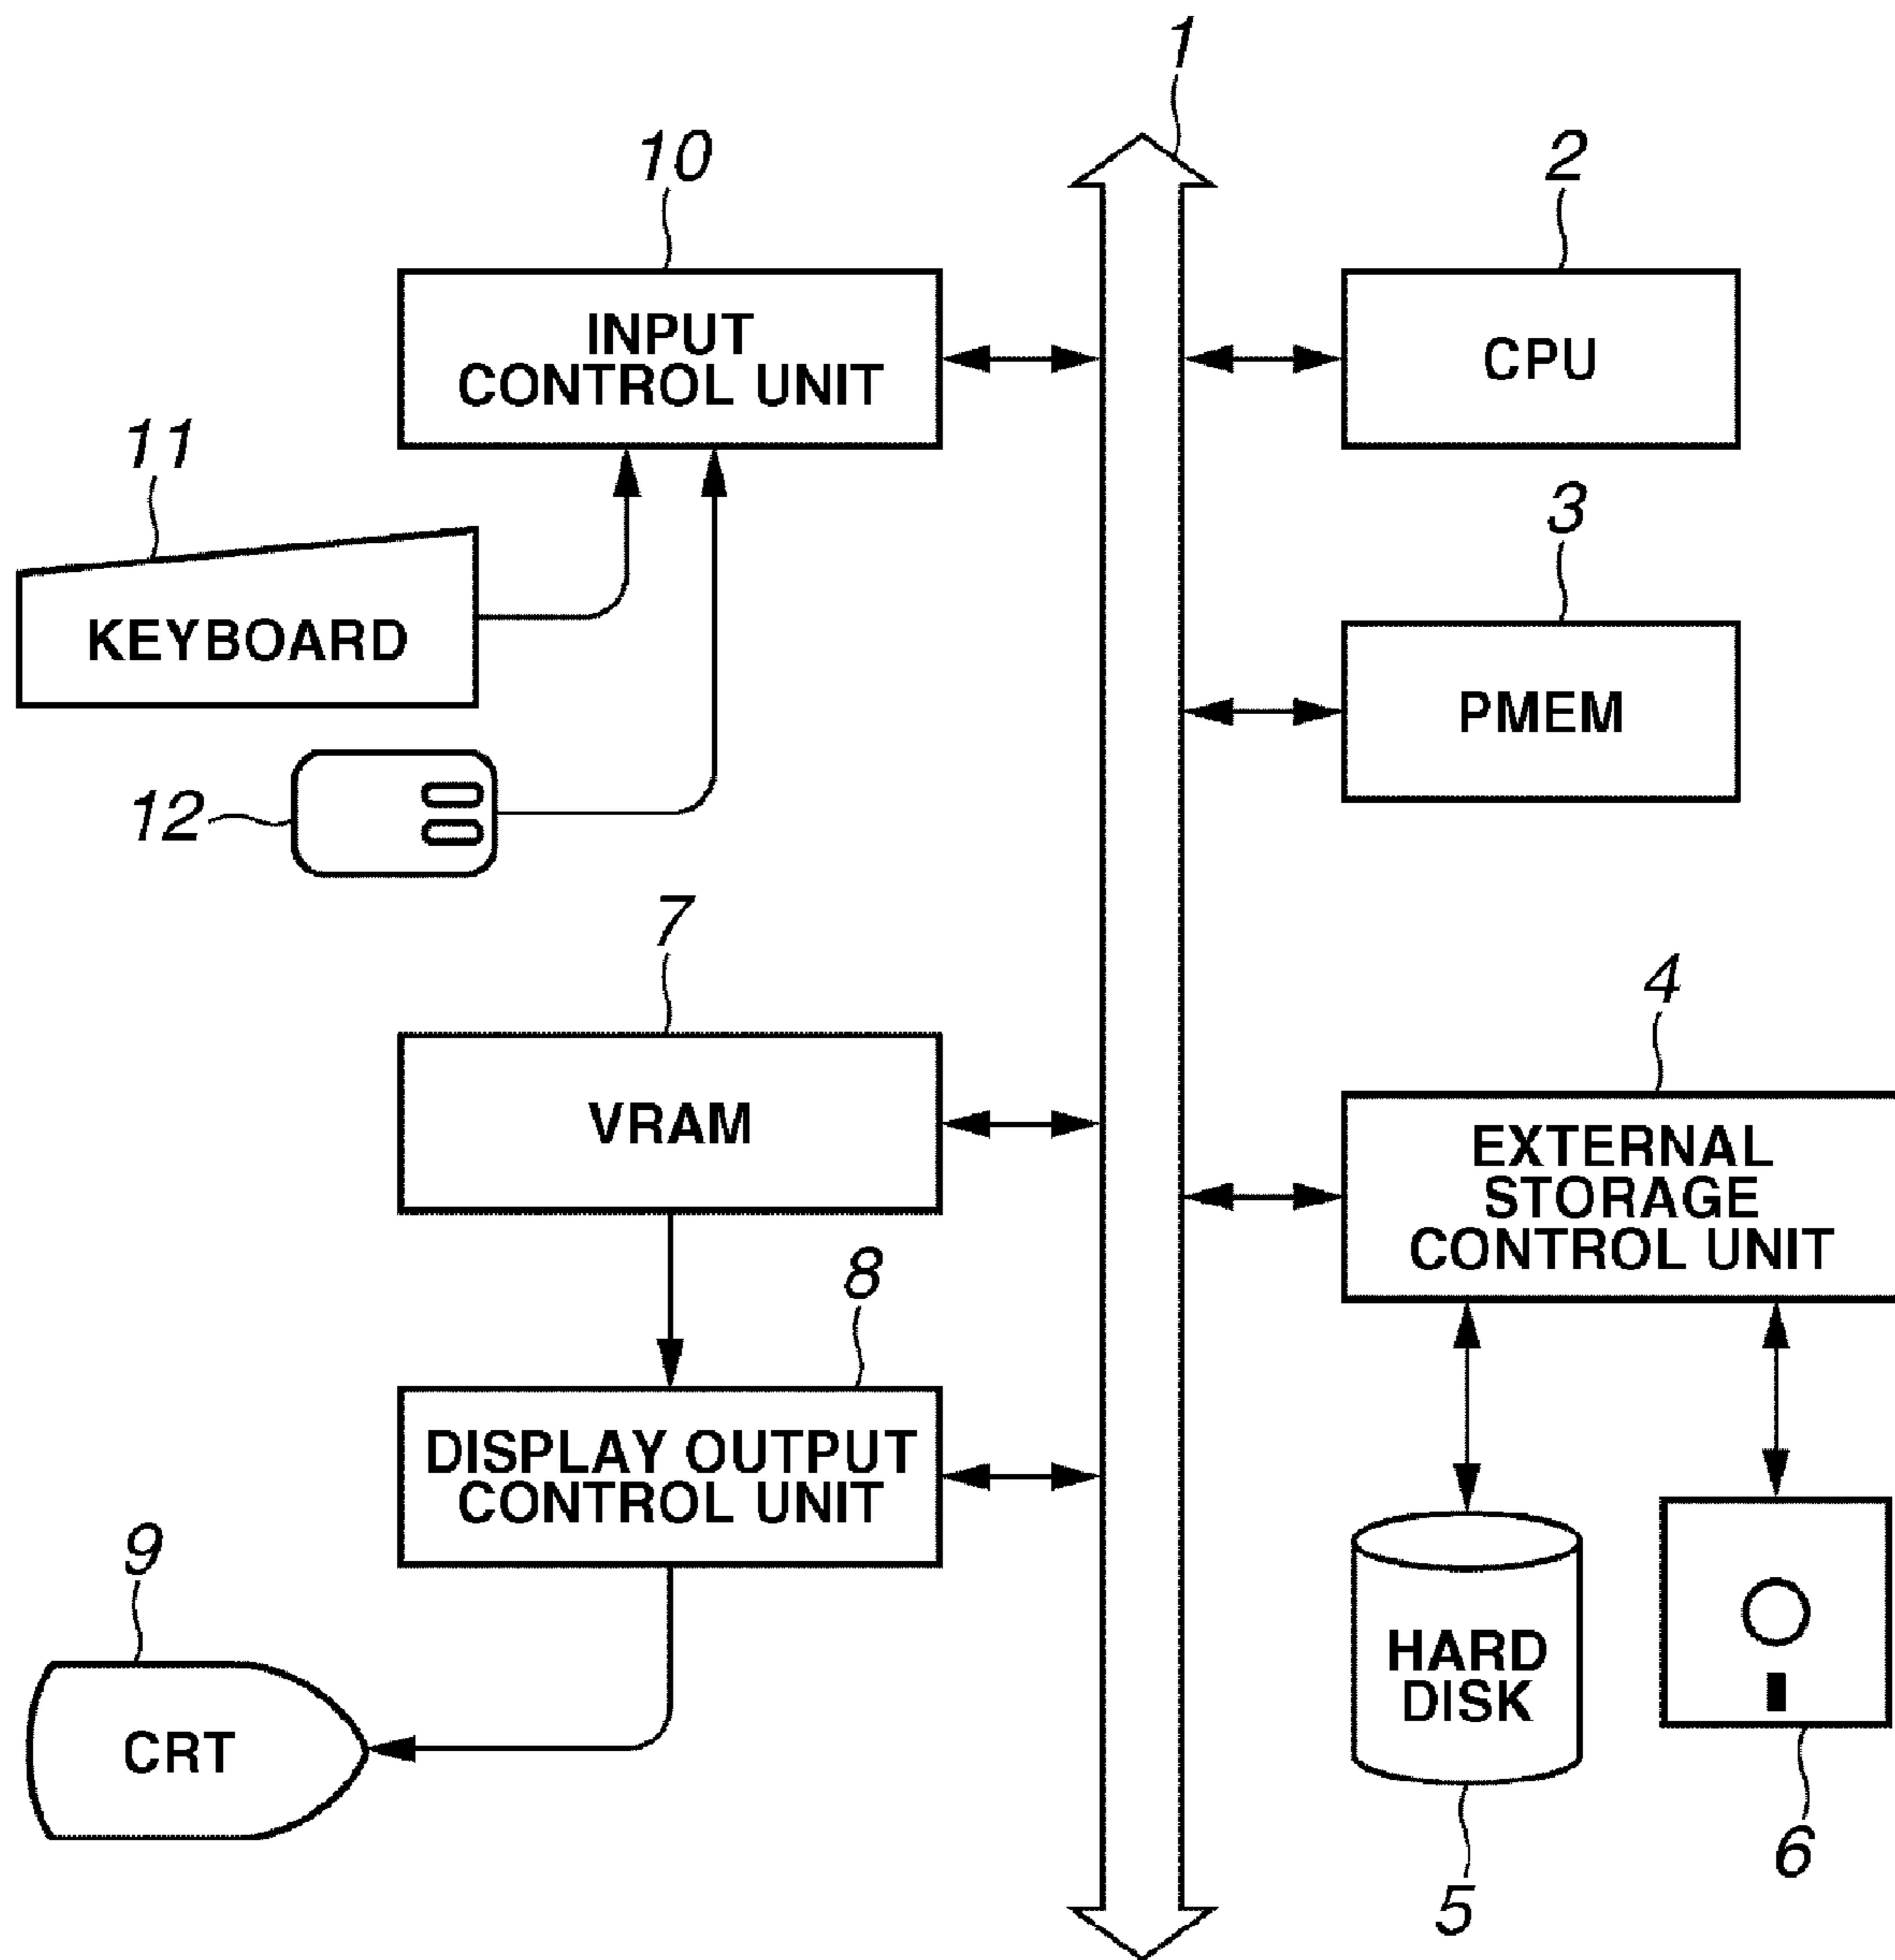 1
10
2
INPUT
CONTROL UNIT
CPU
11
3
KEYBOARD
PMEM
12
7
4
VRAM
EXTERNAL
STORAGE
CONTROL UNIT
8
DISPLAY OUTPUT
CONTROL UNIT
9
HARD
DISK
CRT
6
5